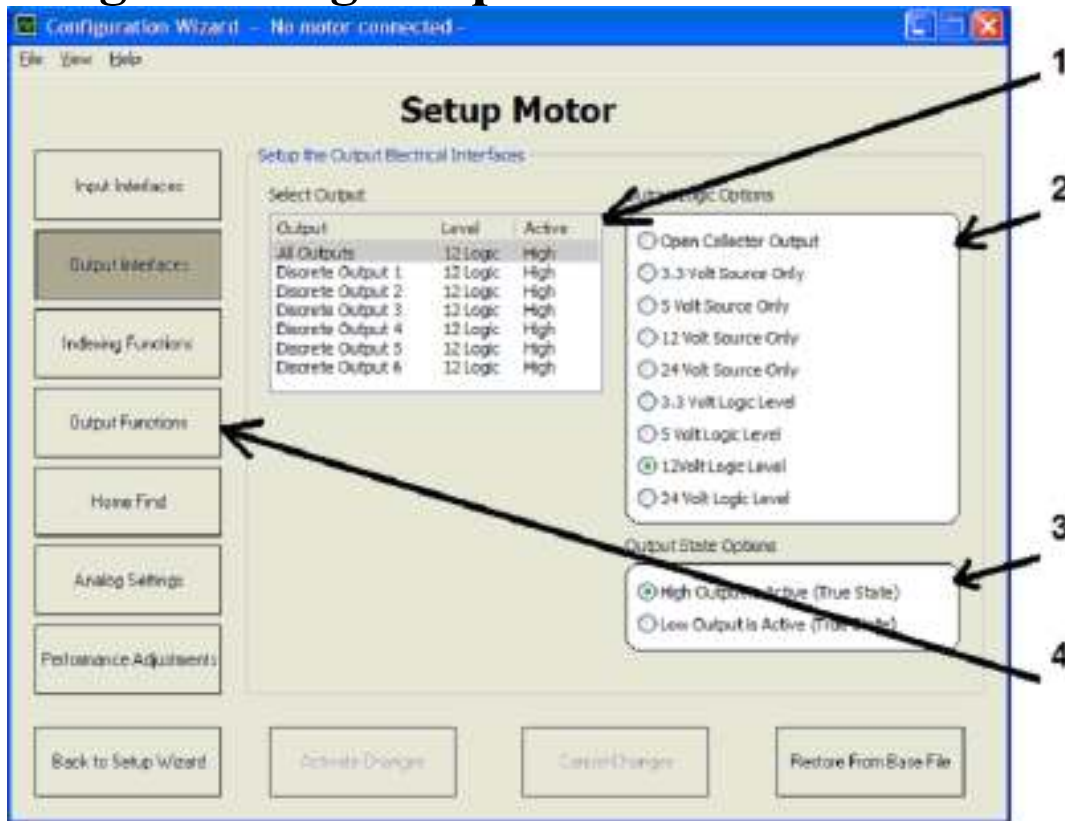 Configuration Wizard - No motor connected -
File View Help
1
Setup Motor
Setup the Output Electrical Interfaces
Input Interfaces
Select Output
Output Logic Options
2
Output Level Active
All Outputs 12 Logic High
Discrete Output 1 12 Logic High
Discrete Output 2 12 Logic High
Discrete Output 3 12 Logic High
Discrete Output 4 12 Logic High
Discrete Output 5 12 Logic High
Discrete Output 6 12 Logic High
Open Collector Output
3.3 Volt Source Only
5 Volt Source Only
12 Volt Source Only
24 Volt Source Only
3.3 Volt Logic Level
5 Volt Logic Level
12Volt Logic Level
24 Volt Logic Level
Output Interfaces
Indexing Functions
Output Functions
Home Find
3
Output State Options
High Output is Active (True State)
Low Output is Active (True State)
Analog Settings
Performance Adjustments
4
Back to Setup Wizard
Activate Changes
Cancel Changes
Restore From Base File